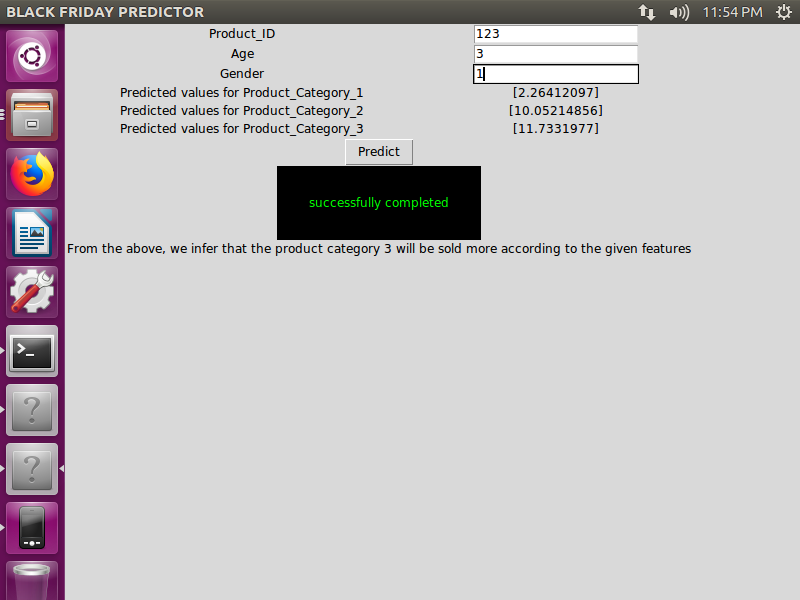 BLACK FRIDAY PREDICTOR 11:54 PM
Product_ID 123
Age 3
Gender 1
Predicted values for Product_Category_1 [2.26412097]
Predicted values for Product_Category_2 [10.05214856]
Predicted values for Product_Category_3 [11.7331977]
Predict
successfully completed
From the above, we infer that the product category 3 will be sold more according to the given features